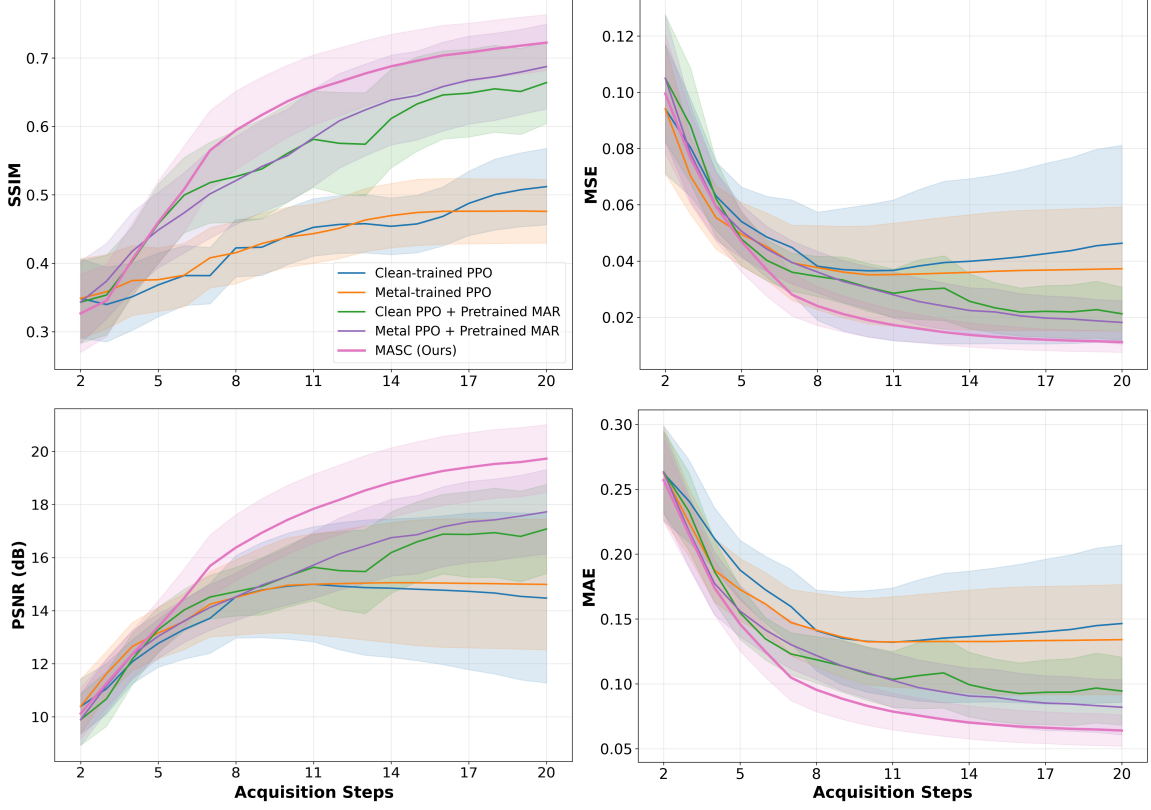 SSIM
0.7
0.6
0.5
0.4
0.3
2 5 8 11 14 17 20
Clean-trained PPO
Metal-trained PPO
Clean PPO + Pretrained MAR
Metal PPO + Pretrained MAR
MASC (Ours)
MSE
0.12
0.10
0.08
0.06
0.04
0.02
2 5 8 11 14 17 20
PSNR (dB)
20
18
16
14
12
10
2 5 8 11 14 17 20
Acquisition Steps
MAE
0.30
0.25
0.20
0.15
0.10
0.05
2 5 8 11 14 17 20
Acquisition Steps